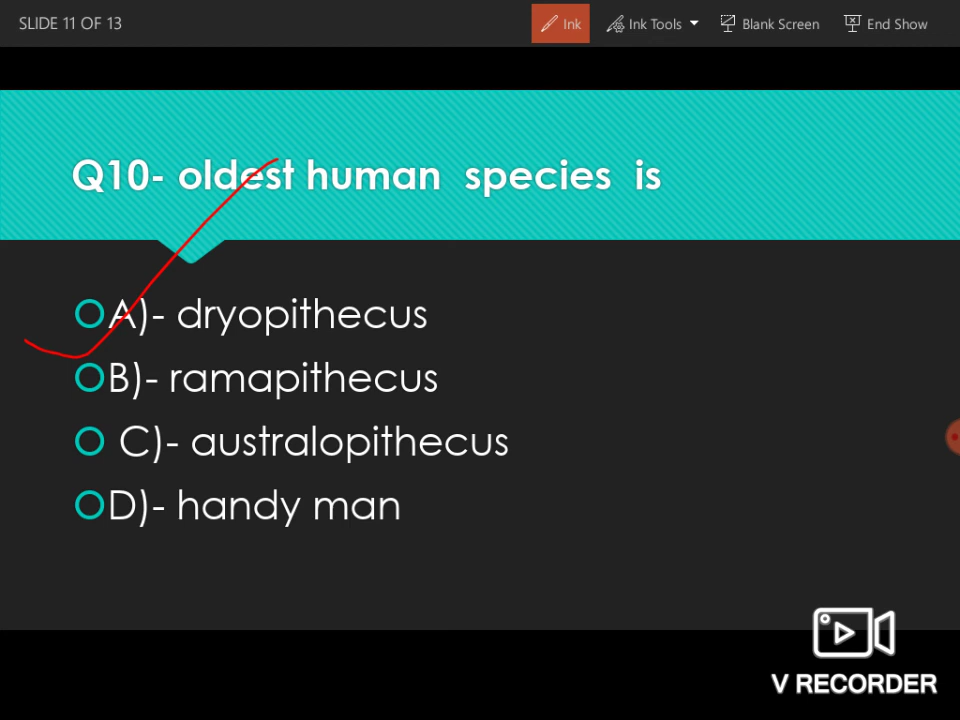 SLIDE 11 OF 13
Ink
Ink Tools
Blank Screen
End Show
Q10- oldest human species is
A)- dryopithecus
B)- ramapithecus
C)- australopithecus
D)- handy man
V RECORDER